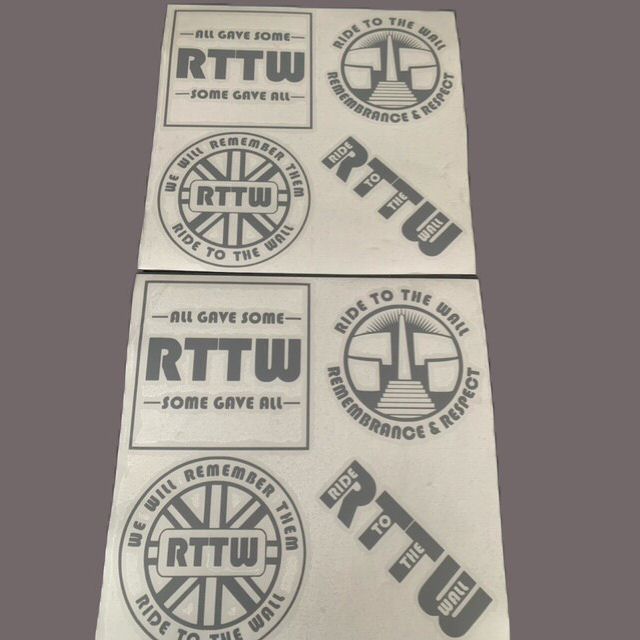 —ALL GAVE SOME—
RTTW
—SOME GAVE ALL—
RIDE TO THE WALL
REMEMBRANCE & RESPECT
WE WILL REMEMBER THEM
RTTW
RIDE TO THE WALL
RTTW
RIDE TO THE WALL
—ALL GAVE SOME—
RTTW
—SOME GAVE ALL—
RIDE TO THE WALL
REMEMBRANCE & RESPECT
WE WILL REMEMBER THEM
RTTW
RIDE TO THE WALL
RTTW
RIDE TO THE WALL